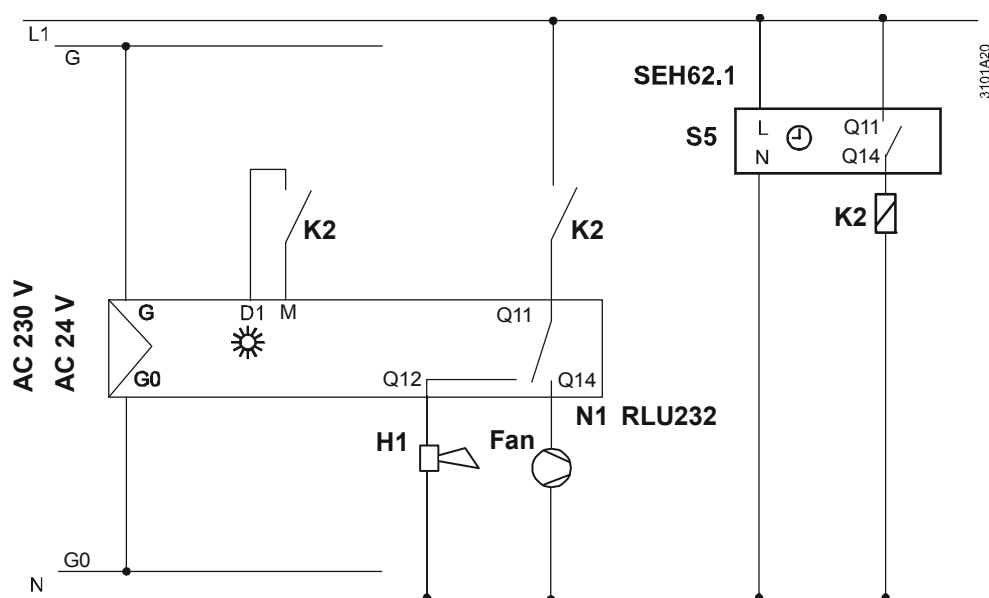 L1
G
SEH62.1
3101A20
S5
L
N
Q11
Q14
K2
K2
K2
AC 230 V
AC 24 V
G
D1
M
Q11
G0
Q12
Q14
N1 RLU232
H1
Fan
G0
N